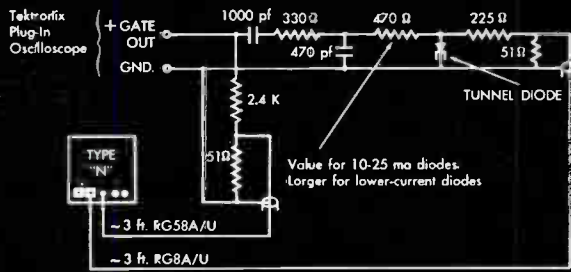 Tektronix
Plug-In
Oscilloscope
+ GATE
OUT
GND.
1000 pf
330 Ω
470 Ω
225 Ω
470 pf
51Ω
2.4 K
TUNNEL DIODE
TYPE
"N"
51Ω
Value for 10-25 ma diodes.
Larger for lower-current diodes
~ 3 ft. RG58A/U
~ 3 ft. RG8A/U